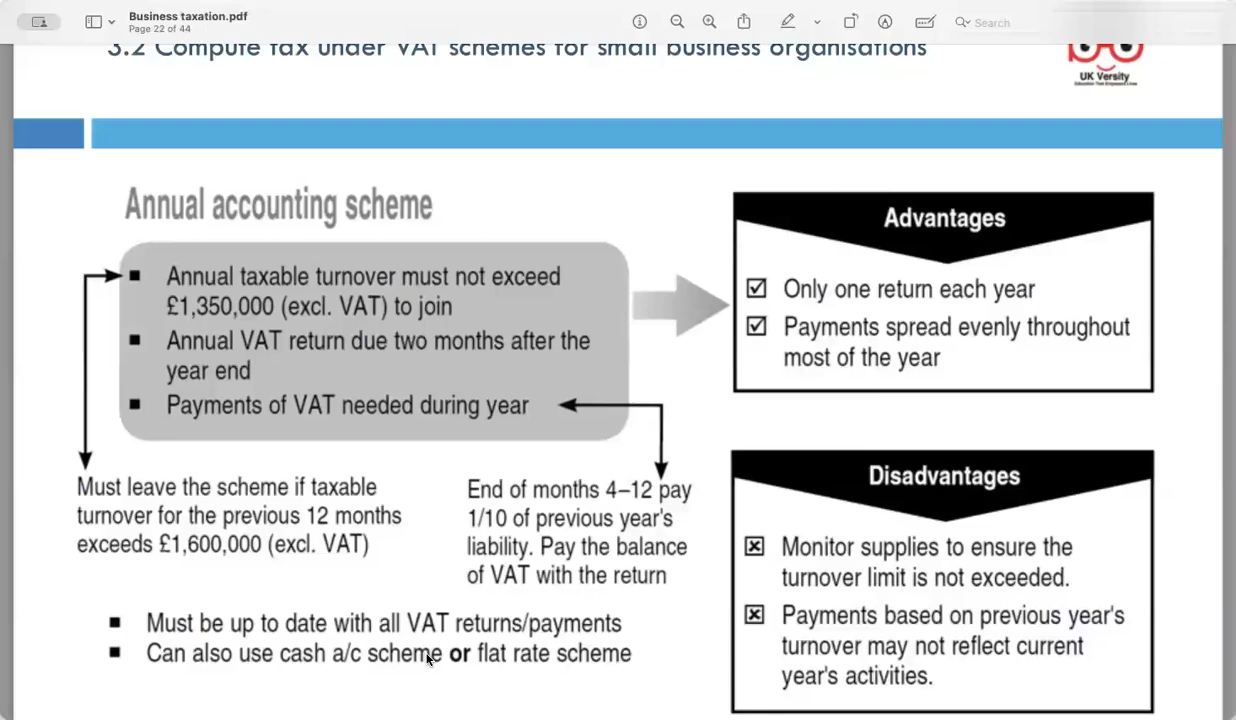 Business taxation.pdf
Page 22 of 44
Search
3.2 Compute tax under VAT schemes for small business organisations
UK Versity
Annual accounting scheme
■ Annual taxable turnover must not exceed
£1,350,000 (excl. VAT) to join
■ Annual VAT return due two months after the
year end
■ Payments of VAT needed during year
Must leave the scheme if taxable
turnover for the previous 12 months
exceeds £1,600,000 (excl. VAT)
End of months 4–12 pay
1/10 of previous year's
liability. Pay the balance
of VAT with the return
■ Must be up to date with all VAT returns/payments
■ Can also use cash a/c scheme or flat rate scheme
Advantages
Only one return each year
Payments spread evenly throughout
most of the year
Disadvantages
Monitor supplies to ensure the
turnover limit is not exceeded.
Payments based on previous year's
turnover may not reflect current
year's activities.